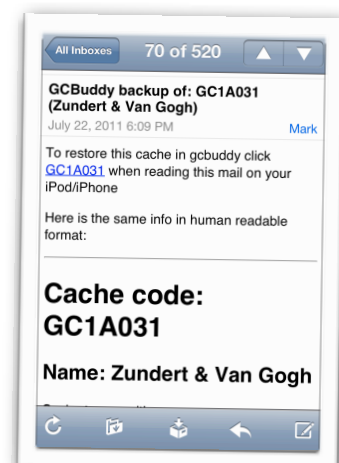 All Inboxes 70 of 520
GCBuddy backup of: GC1A031
(Zundert & Van Gogh)
July 22, 2011 6:09 PM Mark
To restore this cache in gcbuddy click
GC1A031 when reading this mail on your
iPod/iPhone
Here is the same info in human readable
format:
Cache code:
GC1A031
Name: Zundert & Van Gogh